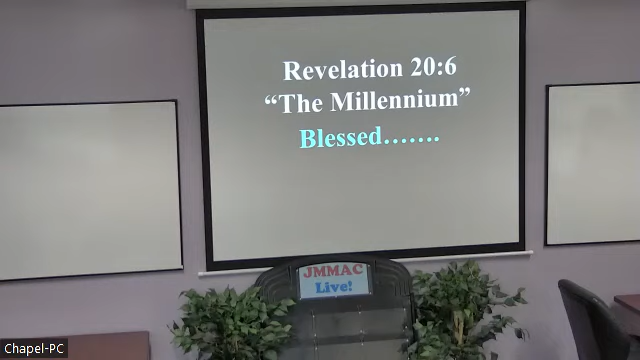 Revelation 20:6
“The Millennium”
Blessed…….
JMMAC
Live!
Chapel-PC